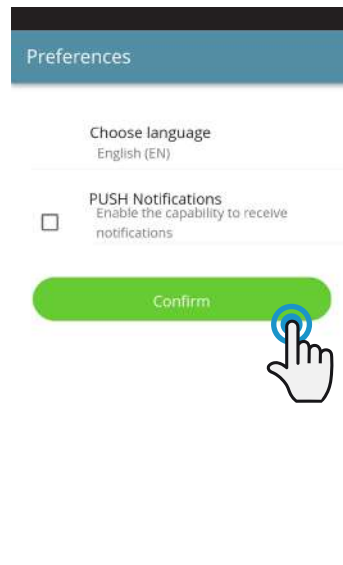 Preferences
Choose language
English (EN)
PUSH Notifications
Enable the capability to receive
notifications
Confirm